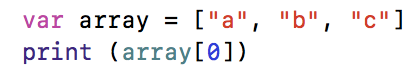 var array = ["a", "b", "c"]
print (array[0])